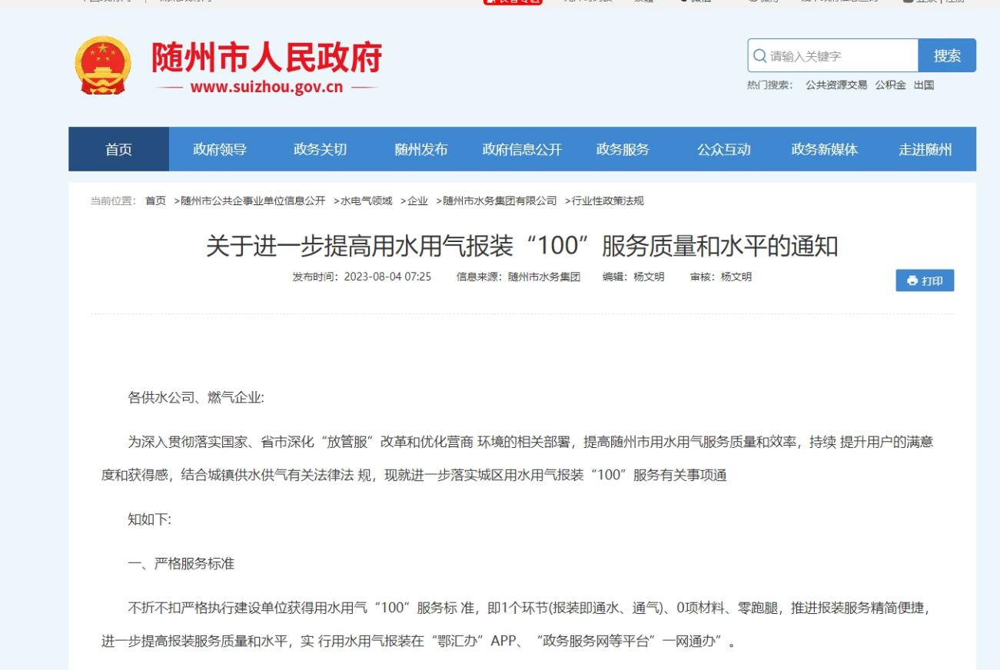 随州市人民政府
www.suizhou.gov.cn
请输入关键字
搜索
热门搜索： 公共资源交易 公积金 出国
首页 政府领导 政务关切 随州发布 政府信息公开 政务服务 公众互动 政务新媒体 走进随州
当前位置： 首页 >随州市公共企事业单位信息公开 >水电气领域 >企业 >随州市水务集团有限公司 >行业性政策法规
关于进一步提高用水用气报装“100”服务质量和水平的通知
发布时间：2023-08-04 07:25 信息来源：随州市水务集团 编辑：杨文明 审核：杨文明
打印
各供水公司、燃气企业:
为深入贯彻落实国家、省市深化“放管服”改革和优化营商 环境的相关部署，提高随州市用水用气服务质量和效率，持续 提升用户的满意
度和获得感，结合城镇供水供气有关法律法 规，现就进一步落实城区用水用气报装“100”服务有关事项通
知如下:
一、严格服务标准
不折不扣严格执行建设单位获得用水用气“100”服务标 准，即1个环节(报装即通水、通气)、0项材料、零跑腿，推进报装服务精简便捷，
进一步提高报装服务质量和水平，实 行用水用气报装在“鄂汇办”APP、“政务服务网等平台”一网通办”。